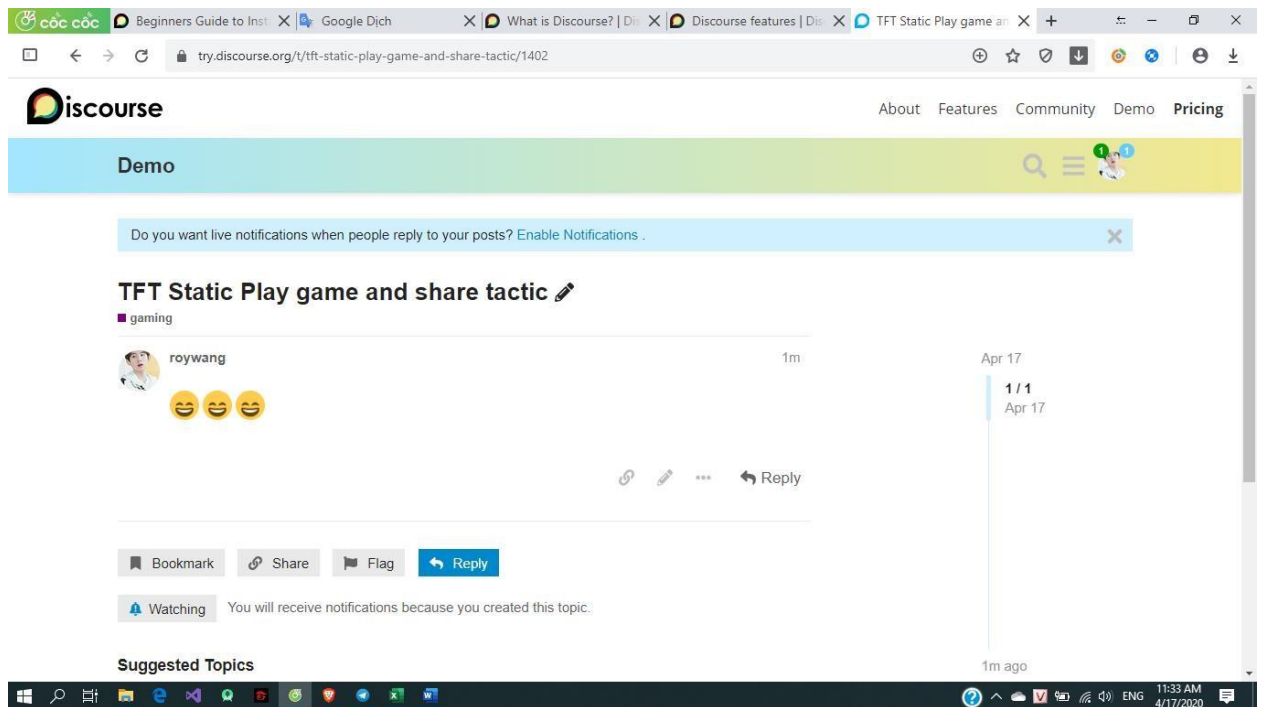 cốc cốc Beginners Guide to Inst Google Dịch What is Discourse? | Di Discourse features | Dis TFT Static Play game an
try.discourse.org/t/tft-static-play-game-and-share-tactic/1402
Discourse About Features Community Demo Pricing
Demo 1 1
Do you want live notifications when people reply to your posts? Enable Notifications .
TFT Static Play game and share tactic
gaming
roywang 1m Apr 17
1 / 1
Apr 17
Reply
Bookmark Share Flag Reply
Watching You will receive notifications because you created this topic.
Suggested Topics 1m ago
ENG 11:33 AM
4/17/2020